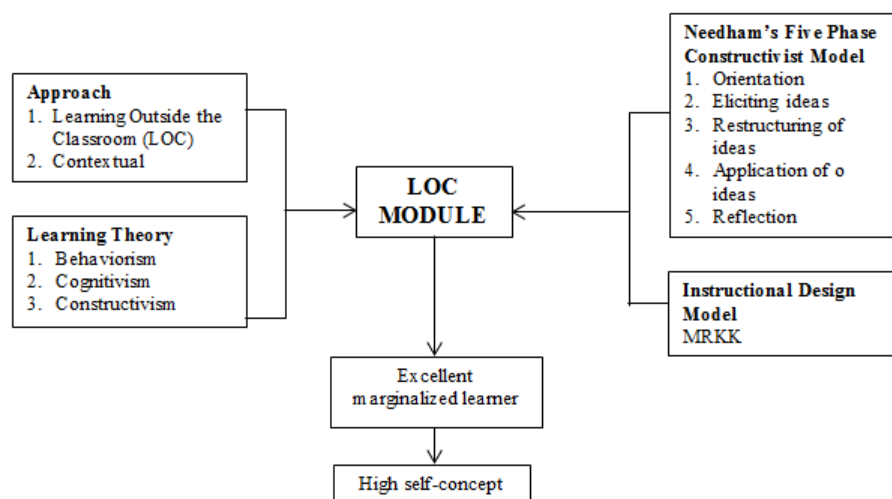 Approach
1. Learning Outside the
Classroom (LOC)
2. Contextual
Learning Theory
1. Behaviorism
2. Cognitivism
3. Constructivism
LOC
MODULE
Needham's Five Phase
Constructivist Model
1. Orientation
2. Eliciting ideas
3. Restructuring of
ideas
4. Application of o
ideas
5. Reflection
Instructional Design
Model
MRKK
Excellent
marginalized learner
High self-concept